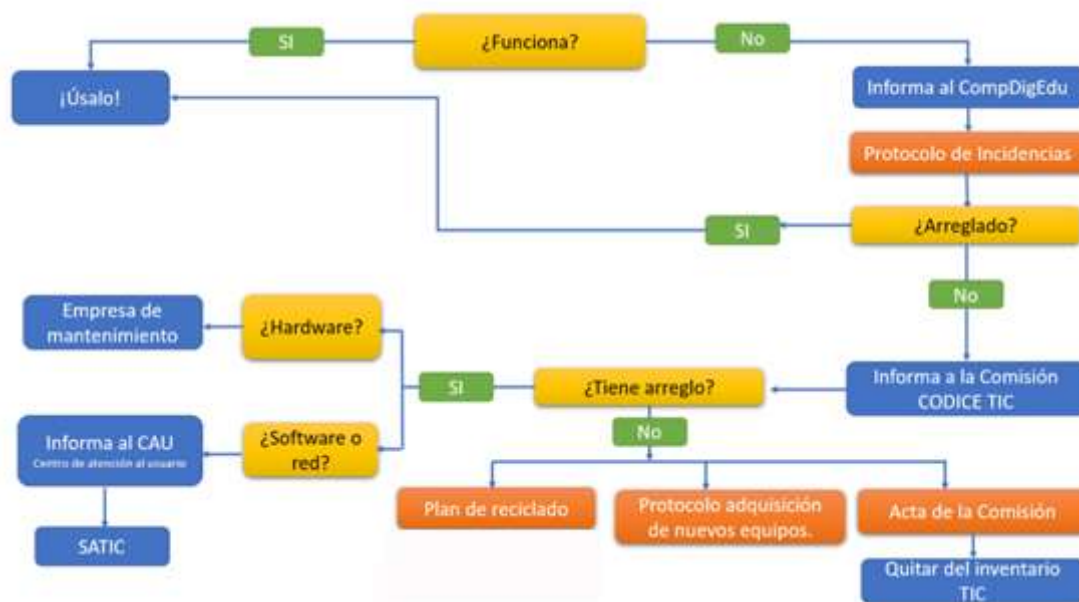 SI
¿Funciona?
No
¡Úsalo!
Informa al CompDigEdu
Protocolo de Incidencias
SI
¿Arreglado?
No
Empresa de
mantenimiento
¿Hardware?
SI
¿Tiene arreglo?
Informa a la Comisión
CODICE TIC
No
Informa al CAU
Centro de atención al usuario
¿Software o
red?
Plan de reciclado
Protocolo adquisición
de nuevos equipos.
Acta de la Comisión
SATIC
Quitar del inventario
TIC